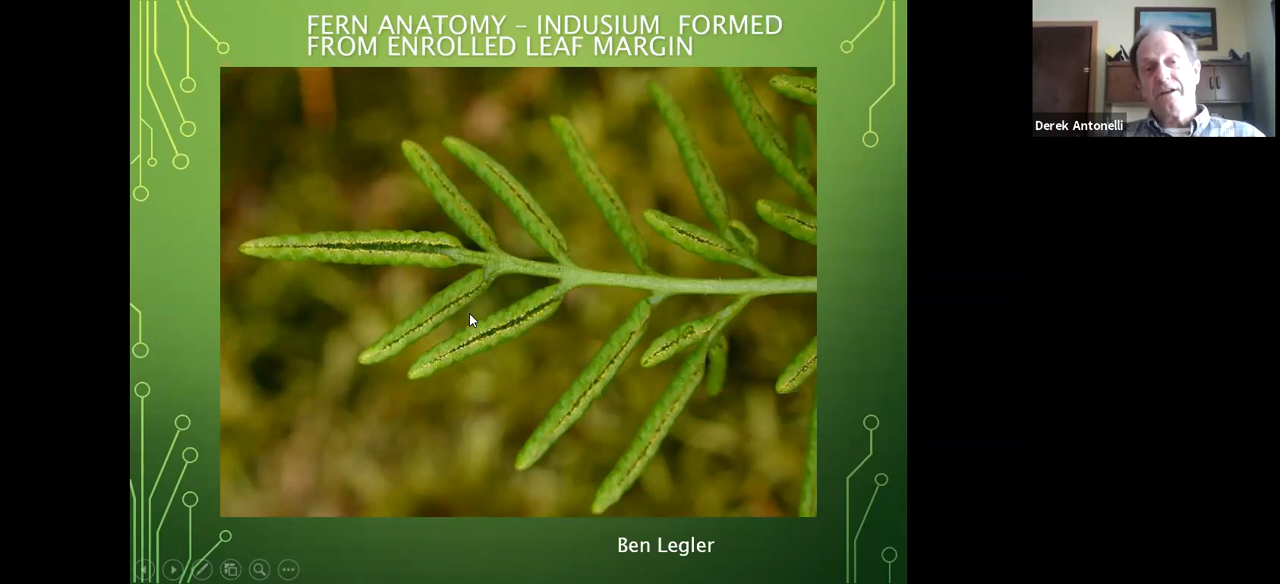 FERN ANATOMY – INDUSIUM FORMED
FROM ENROLLED LEAF MARGIN
Derek Antonelli
Ben Legler